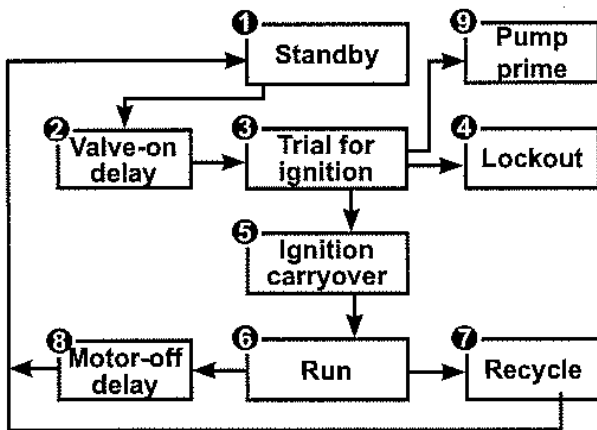 1
Standby
9
Pump
prime
2
Valve-on
delay
3
Trial for
ignition
4
Lockout
5
Ignition
carryover
8
Motor-off
delay
6
Run
7
Recycle